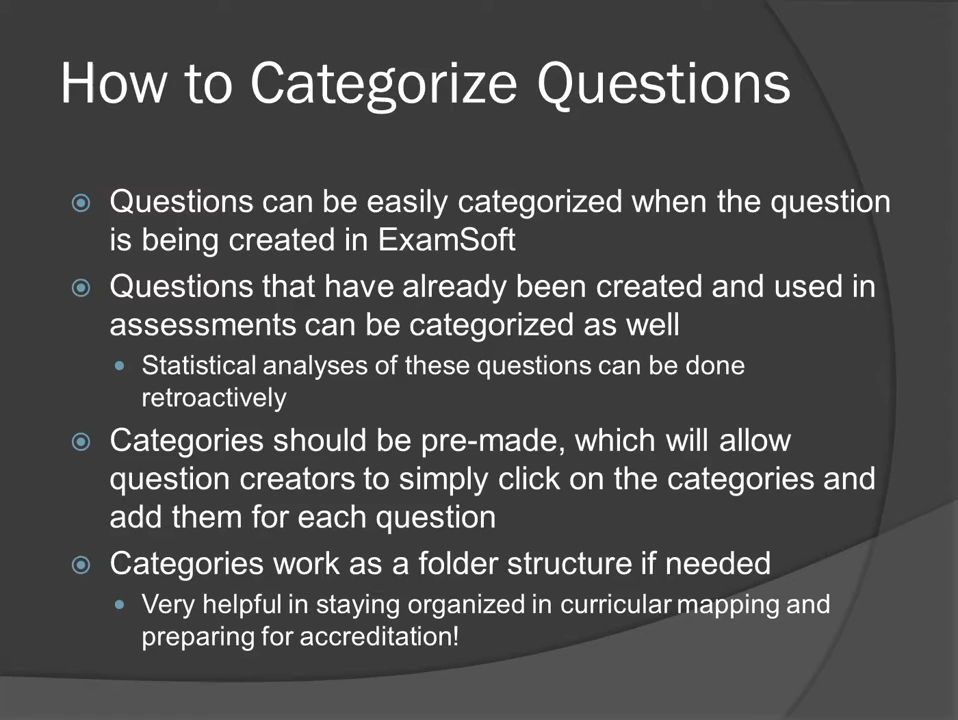 How to Categorize Questions
Questions can be easily categorized when the question
is being created in ExamSoft
Questions that have already been created and used in
assessments can be categorized as well
Statistical analyses of these questions can be done
retroactively
Categories should be pre-made, which will allow
question creators to simply click on the categories and
add them for each question
Categories work as a folder structure if needed
Very helpful in staying organized in curricular mapping and
preparing for accreditation!